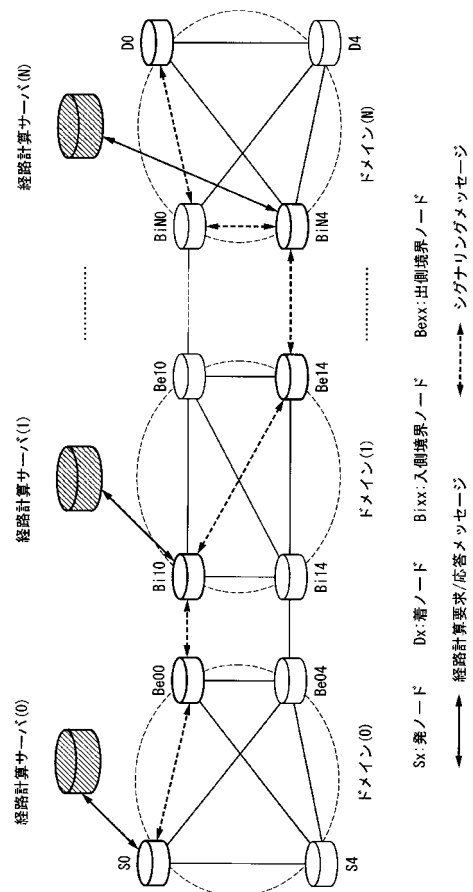 経路計算サーバ(0)
経路計算サーバ(1)
経路計算サーバ(N)
S0
Be00
Bi10
Be10
BiN0
D0
S4
Be04
Bi14
Be14
BiN4
D4
ドメイン(0)
ドメイン(1)
ドメイン(N)
Sx:発ノード
Dx:着ノード
Bixx:入側境界ノード
Bexx:出側境界ノード
経路計算要求/応答メッセージ
シグナリングメッセージ